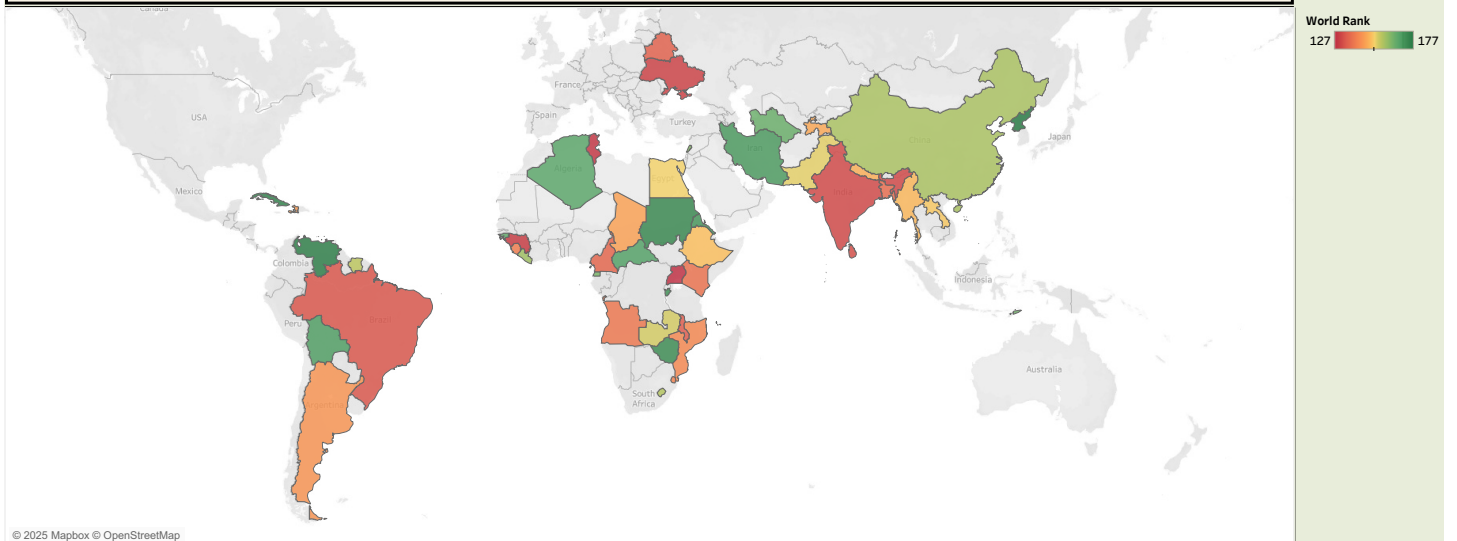 Canada
World Rank
127
177
France
USA
Spain
Turkey
Japan
Iran
China
Algeria
Egypt
Mexico
India
Colombia
Indonesia
Peru
Brazil
Australia
South
Africa
Argentina
© 2025 Mapbox © OpenStreetMap